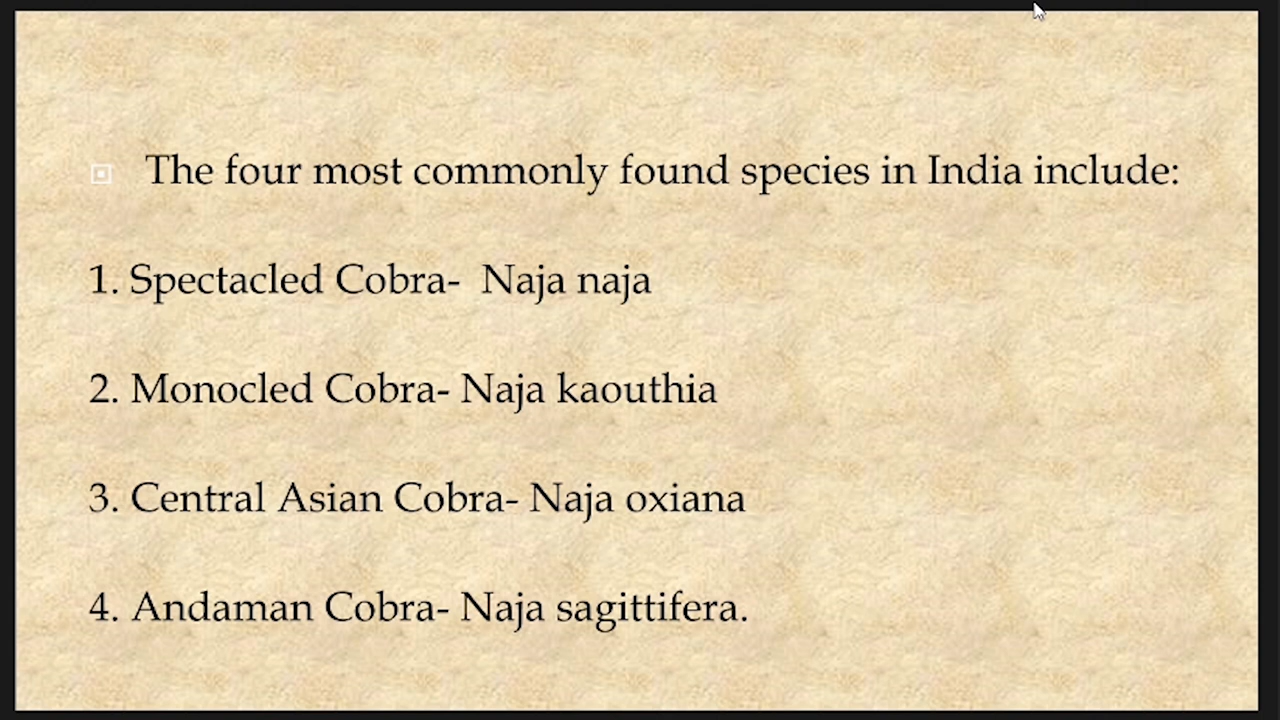 The four most commonly found species in India include:
1. Spectacled Cobra-  Naja naja
2. Monocled Cobra- Naja kaouthia
3. Central Asian Cobra- Naja oxiana
4. Andaman Cobra- Naja sagittifera.